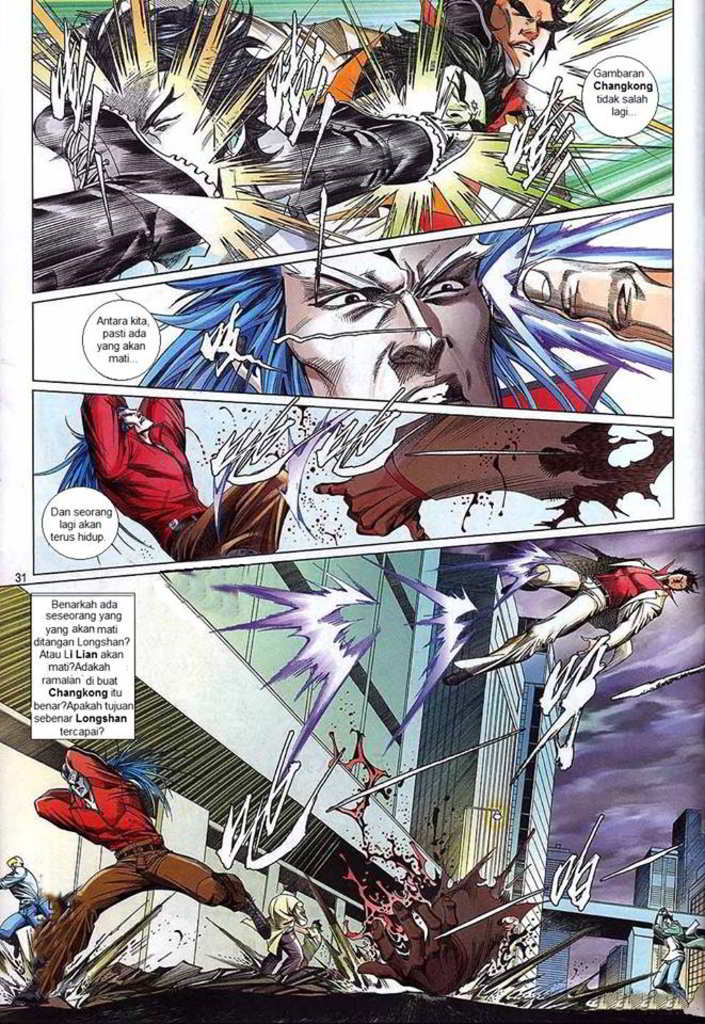 Gambaran
Changkong
tidak salah
lagi...
Antara kita,
pasti ada
yang akan
mati...
Dan seorang
lagi akan
terus hidup.
31
Benarkah ada
seseorang yang
yang akan mati
ditangan Longshan?
Atau Li Lian akan
mati?Adakah
ramalan di buat
Changkong itu
benar?Apakah tujuan
sebenar Longshan
tercapai?